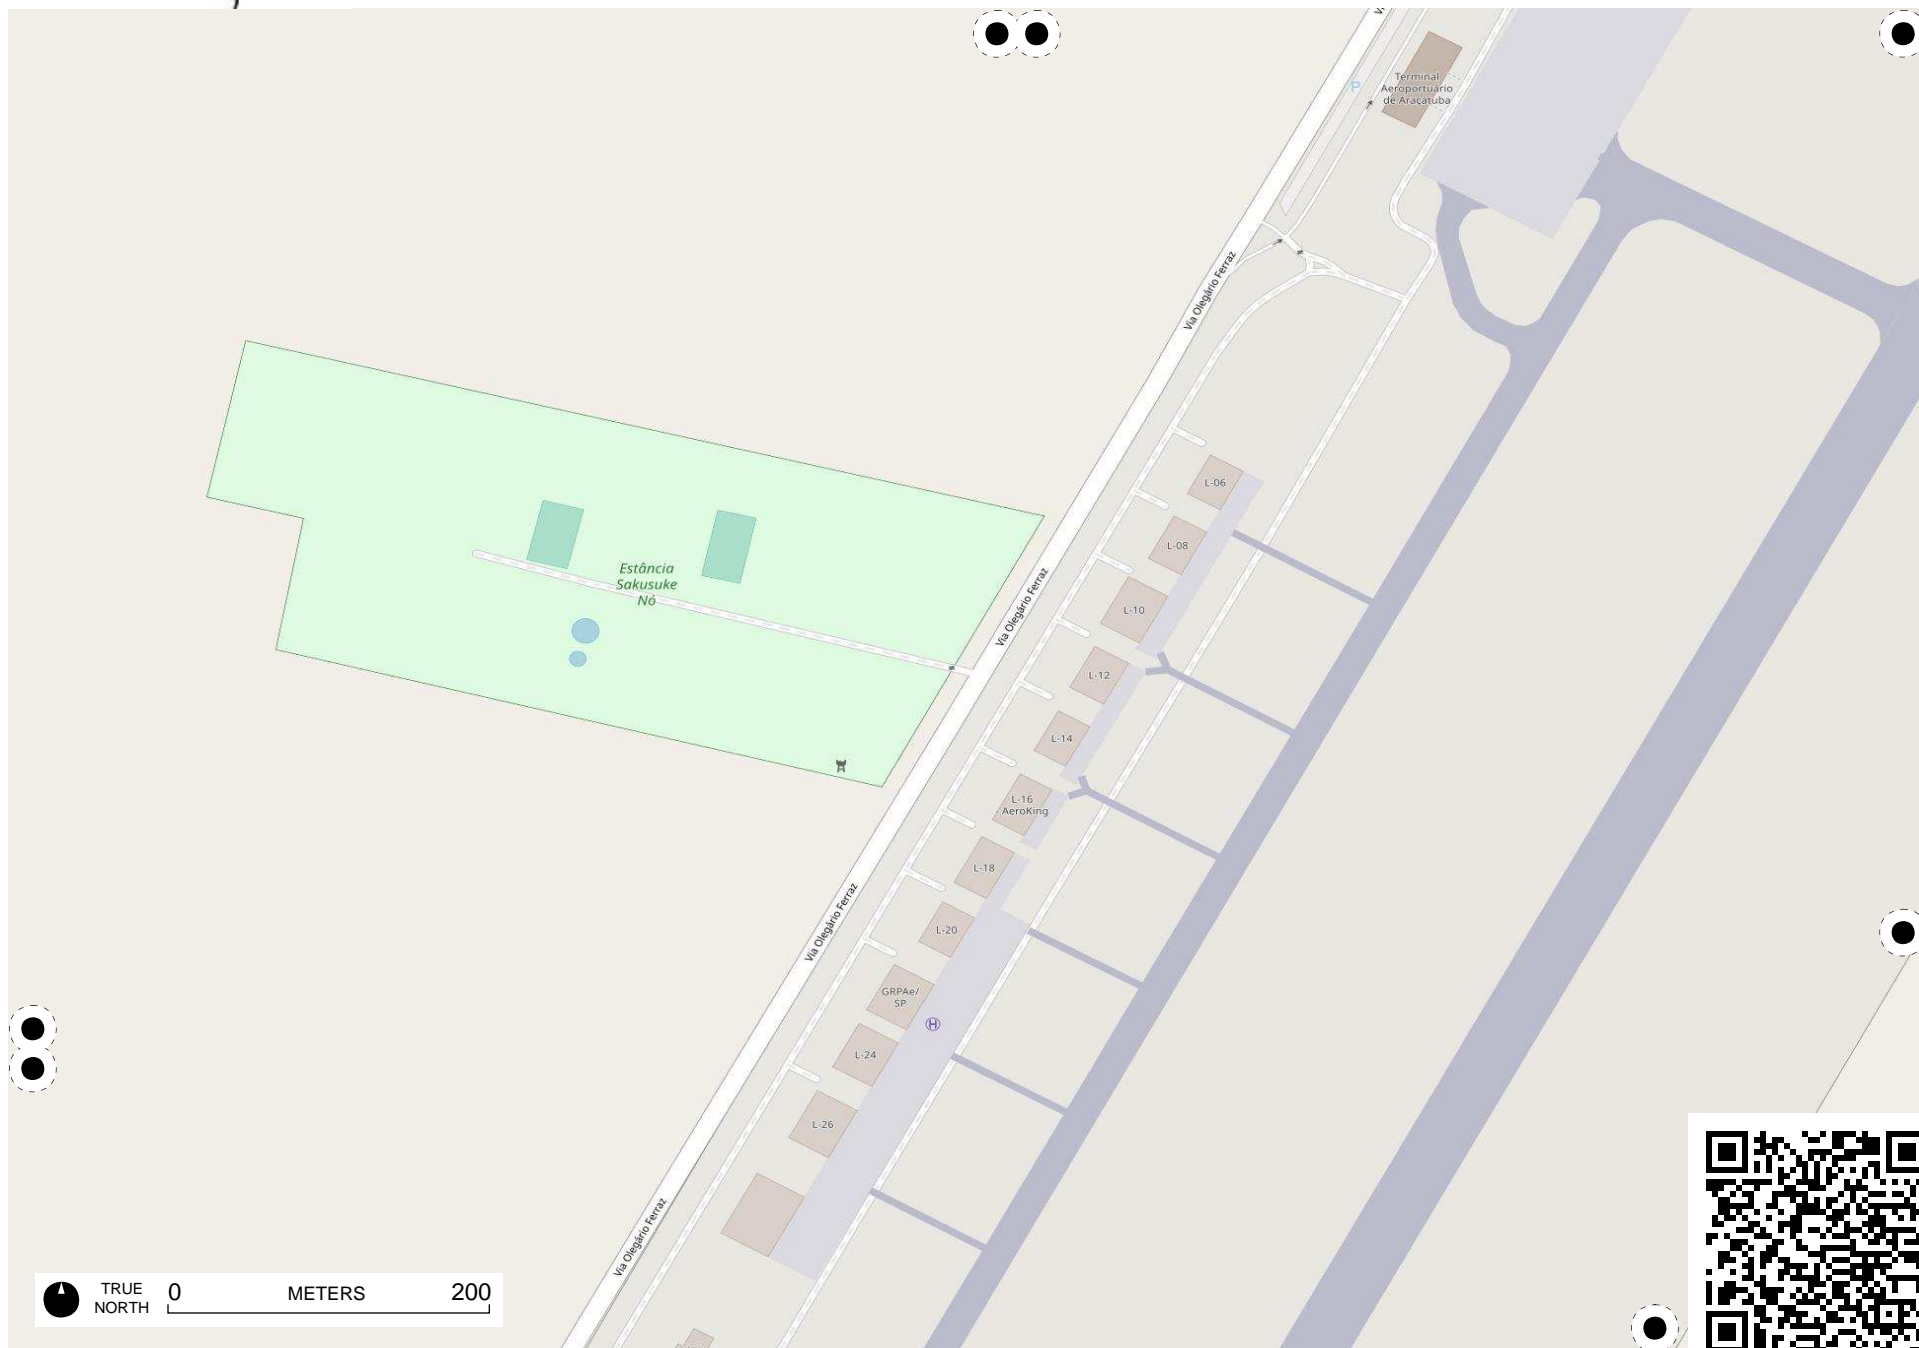 Terminal
Aeroportuário
de Araçatuba
P
Via Olegário Ferraz
L-06
L-08
Estância
Sakusuke
Nó
Via Olegário Ferraz
L-10
L-12
L-14
L-16
- AeroKing
L-18
Via Olegário Ferraz
L-20
GRPAe/
SP
H
L-24
L-26
Via Olegário Ferraz
TRUE
NORTH
0 METERS 200